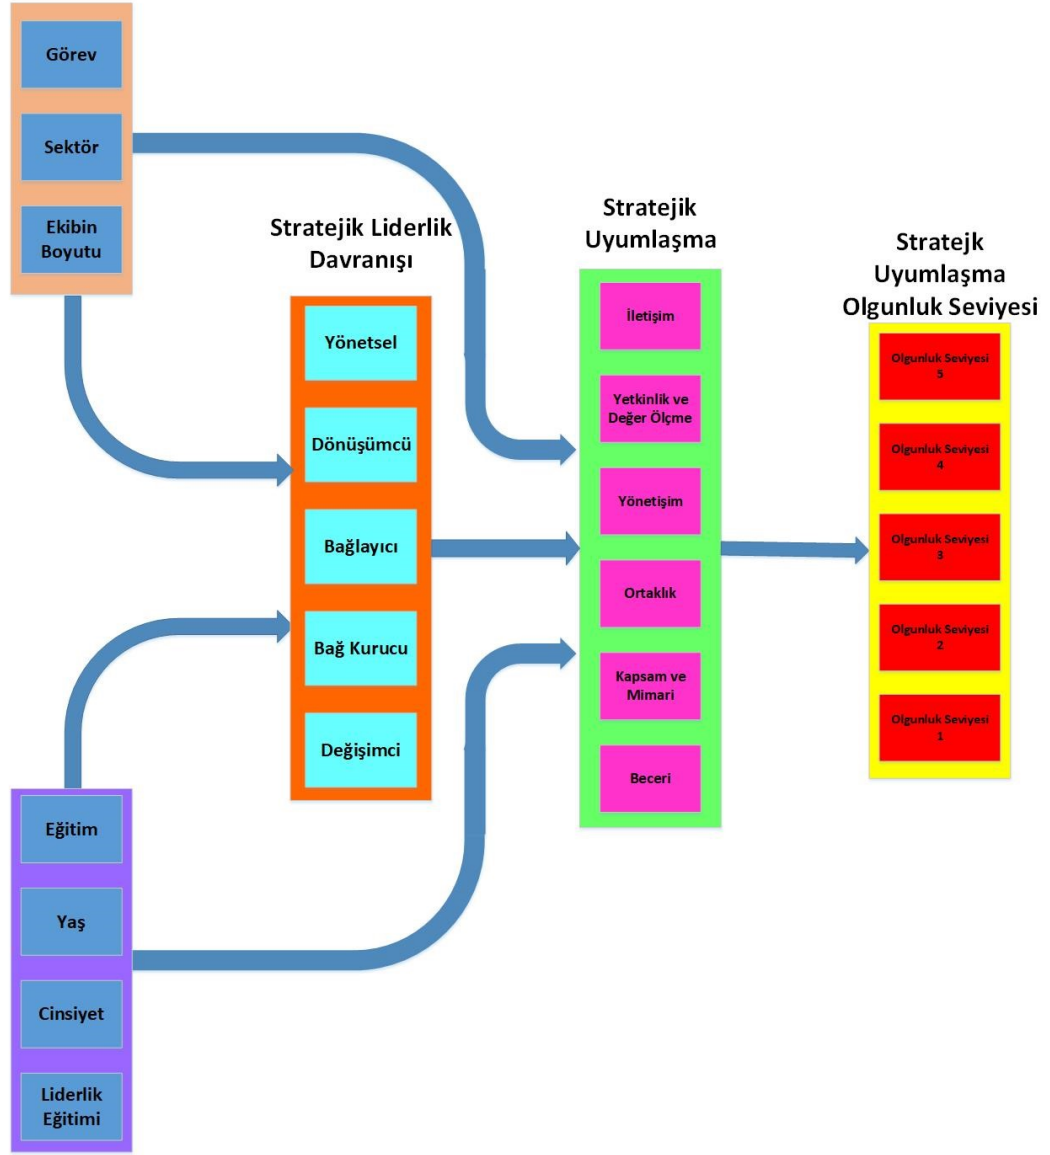 Görev
Sektör
Ekibin
Boyutu
Stratejik Liderlik
Davranışı
Yönetsel
Dönüşümcü
Bağlayıcı
Bağ Kurucu
Değişimci
Eğitim
Yaş
Cinsiyet
Liderlik
Eğitimi
Stratejik
Uyumlaşma
İletişim
Yetkinlik ve
Değer Ölçme
Yönetişim
Ortaklık
Kapsam ve
Mimari
Beceri
Stratejk
Uyumlaşma
Olgunluk Seviyesi
Olgunluk Seviyesi
5
Olgunluk Seviyesi
4
Olgunluk Seviyesi
3
Olgunluk Seviyesi
2
Olgunluk Seviyesi
1